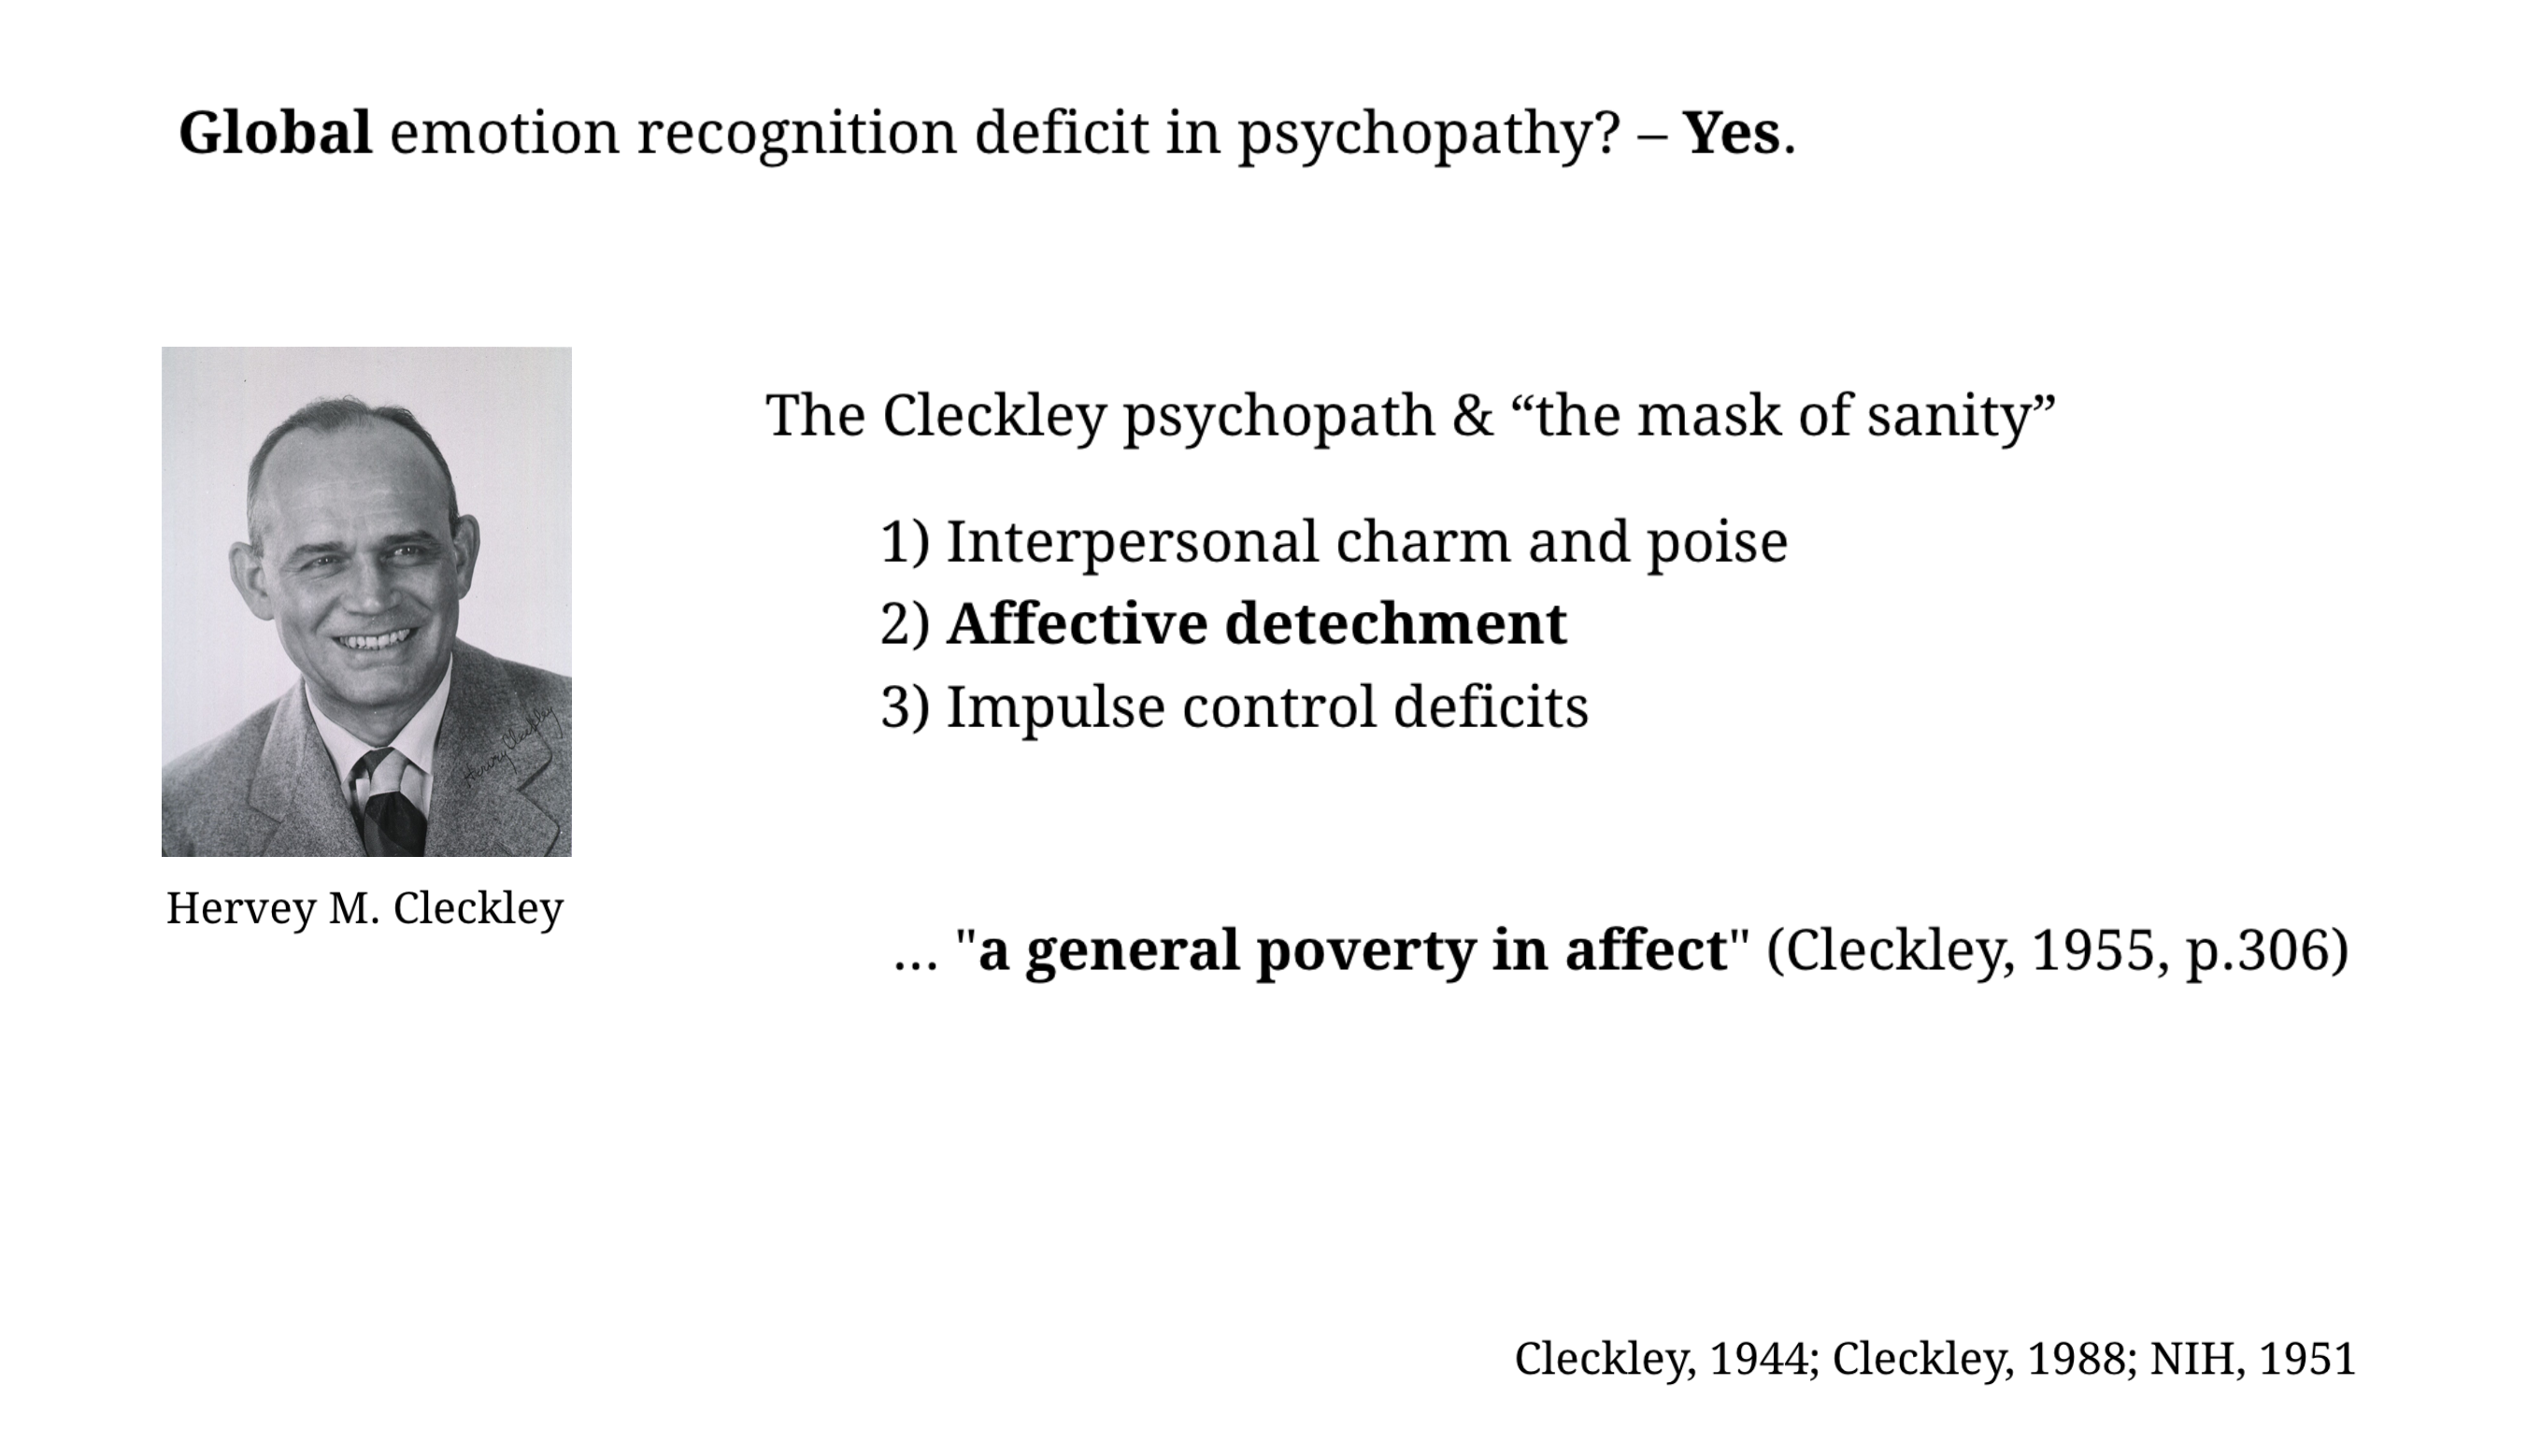 Global emotion recognition deficit in psychopathy? – Yes.
The Cleckley psychopath & “the mask of sanity”
1) Interpersonal charm and poise
2) Affective detechment
3) Impulse control deficits
Hervey Cleckley
Hervey M. Cleckley
... "a general poverty in affect" (Cleckley, 1955, p.306)
Cleckley, 1944; Cleckley, 1988; NIH, 1951